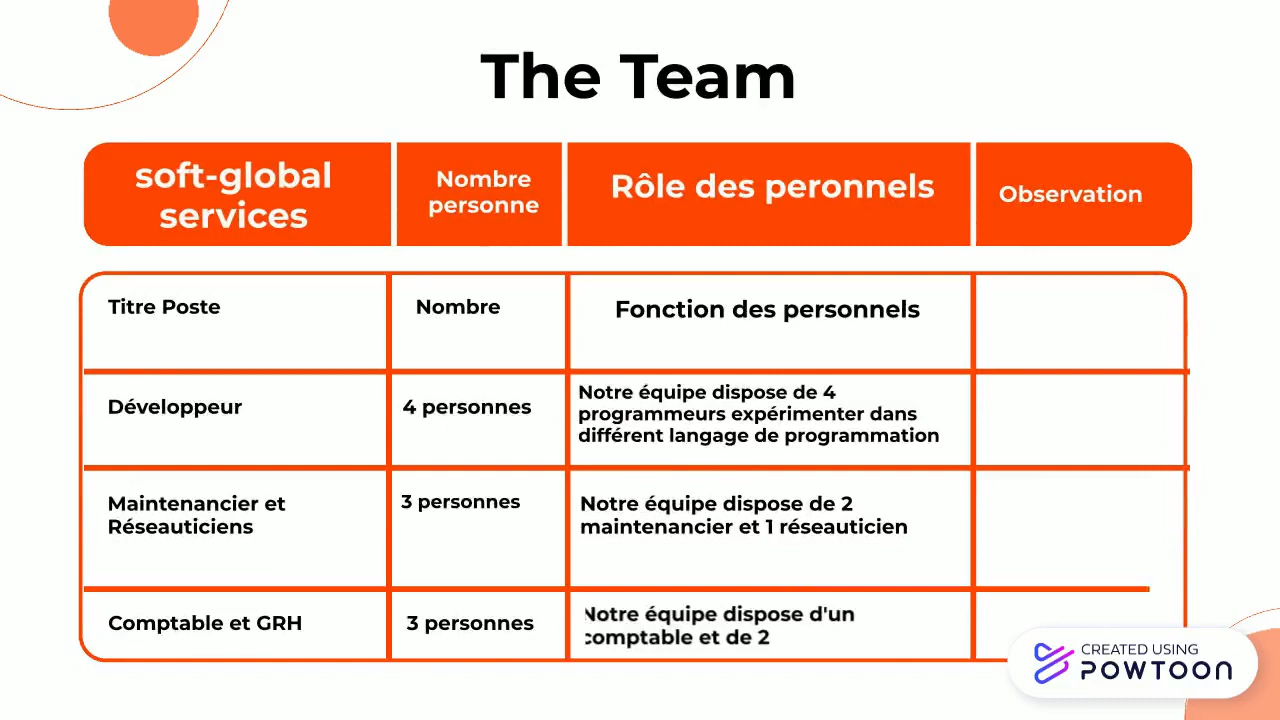 The Team
soft-global
services
Nombre
personne
Rôle des peronnels
Observation
Titre Poste
Nombre
Fonction des personnels
Développeur
4 personnes
Notre équipe dispose de 4
programmeurs expérimenter dans
différent langage de programmation
Maintenancier et
Réseauticiens
3 personnes
Notre équipe dispose de 2
maintenancier et 1 réseauticien
Comptable et GRH
3 personnes
Notre équipe dispose d'un
comptable et de 2
CREATED USING
POWTOON